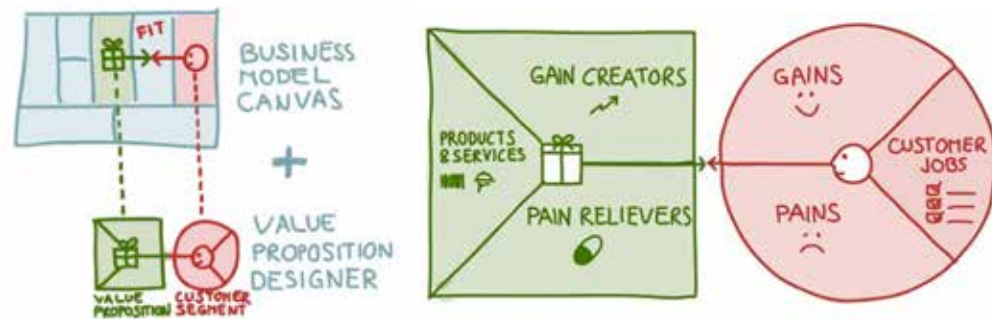 FIT
BUSINESS
MODEL
CANVAS
+
VALUE
PROPOSITION
DESIGNER
VALUE
PROPOSITION
CUSTOMER
SEGMENT
GAIN CREATORS
PRODUCTS
& SERVICES
PAIN RELIEVERS
GAINS
CUSTOMER
JOBS
PAINS